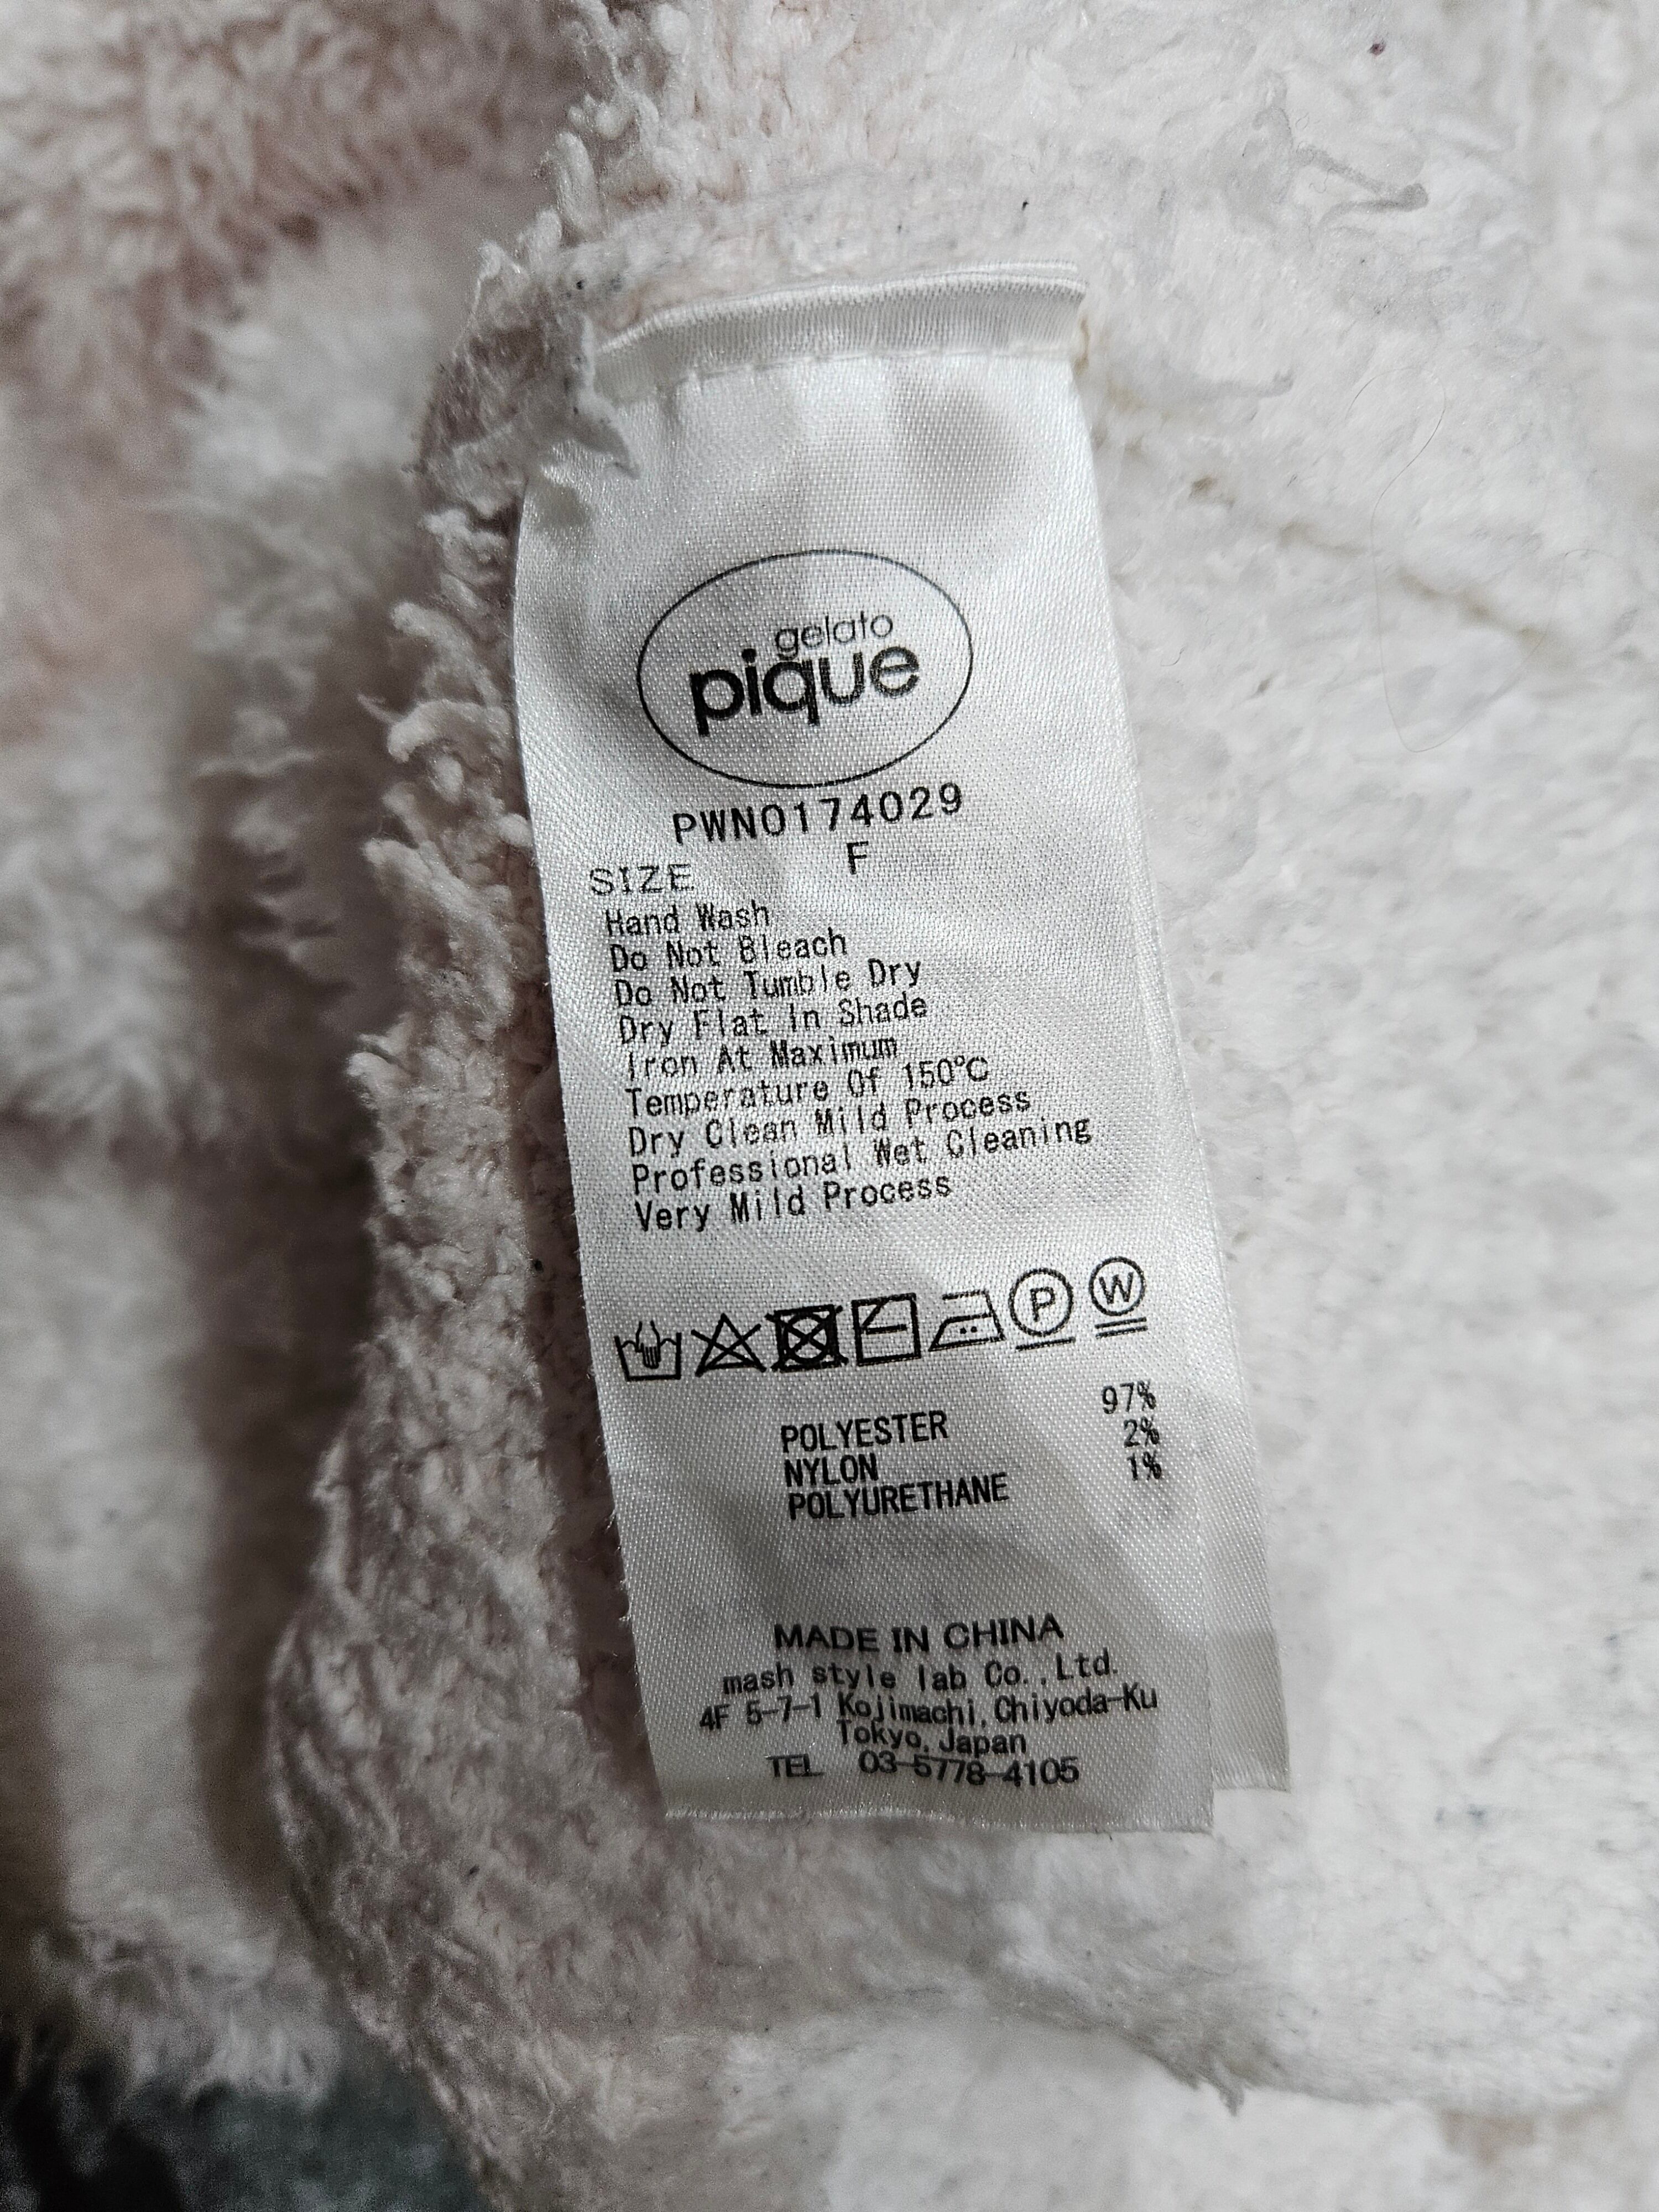 gelato
pique
PWN0174029
SIZE F
Hand Wash
Do Not Bleach
Do Not Tumble Dry
Dry Flat In Shade
Iron At Maximum
Temperature Of 150℃
Dry Clean Mild Process
Professional Wet Cleaning
Very Mild Process
P W
POLYESTER 97%
NYLON 2%
POLYURETHANE 1%
MADE IN CHINA
mash style lab Co.,Ltd.
4F 5-7-1 Kojimachi,Chiyoda-Ku
Tokyo,Japan
TEL 03-5778-4105